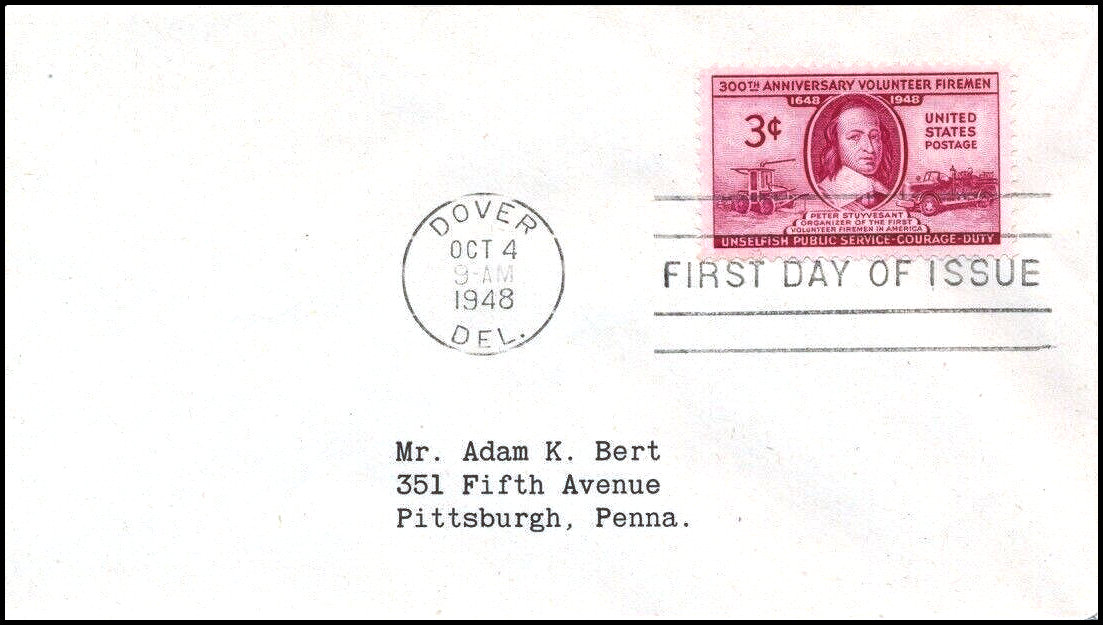 300TH ANNIVERSARY VOLUNTEER FIREMEN
1648 1948
3¢
UNITED
STATES
POSTAGE
PETER STUYVESANT
ORGANIZER OF THE FIRST
VOLUNTEER FIREMEN IN AMERICA
UNSELFISH PUBLIC SERVICE-COURAGE-DUTY
DOVER
OCT 4
9-AM
1948
DEL.
FIRST DAY OF ISSUE
Mr. Adam K. Bert
351 Fifth Avenue
Pittsburgh, Penna.